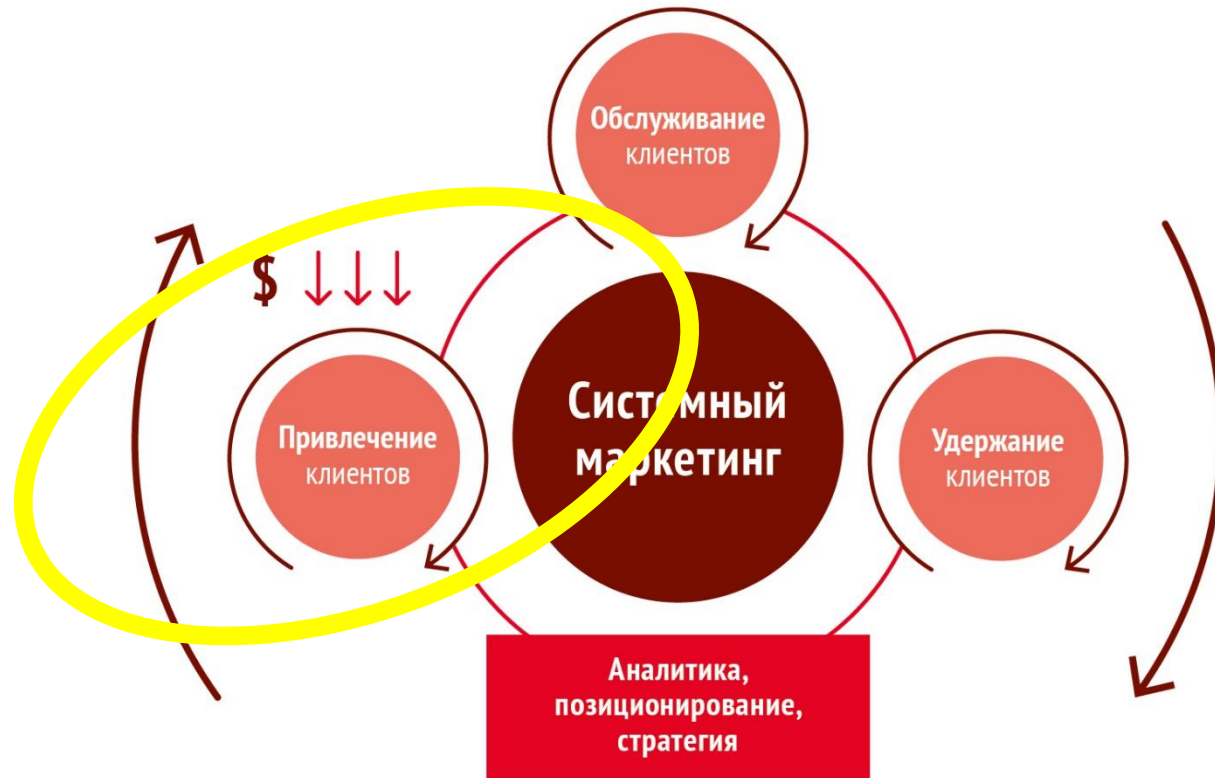 Обслуживание
клиентов
$
Привлечение
клиентов
Системный
маркетинг
Удержание
клиентов
Аналитика,
позиционирование,
стратегия